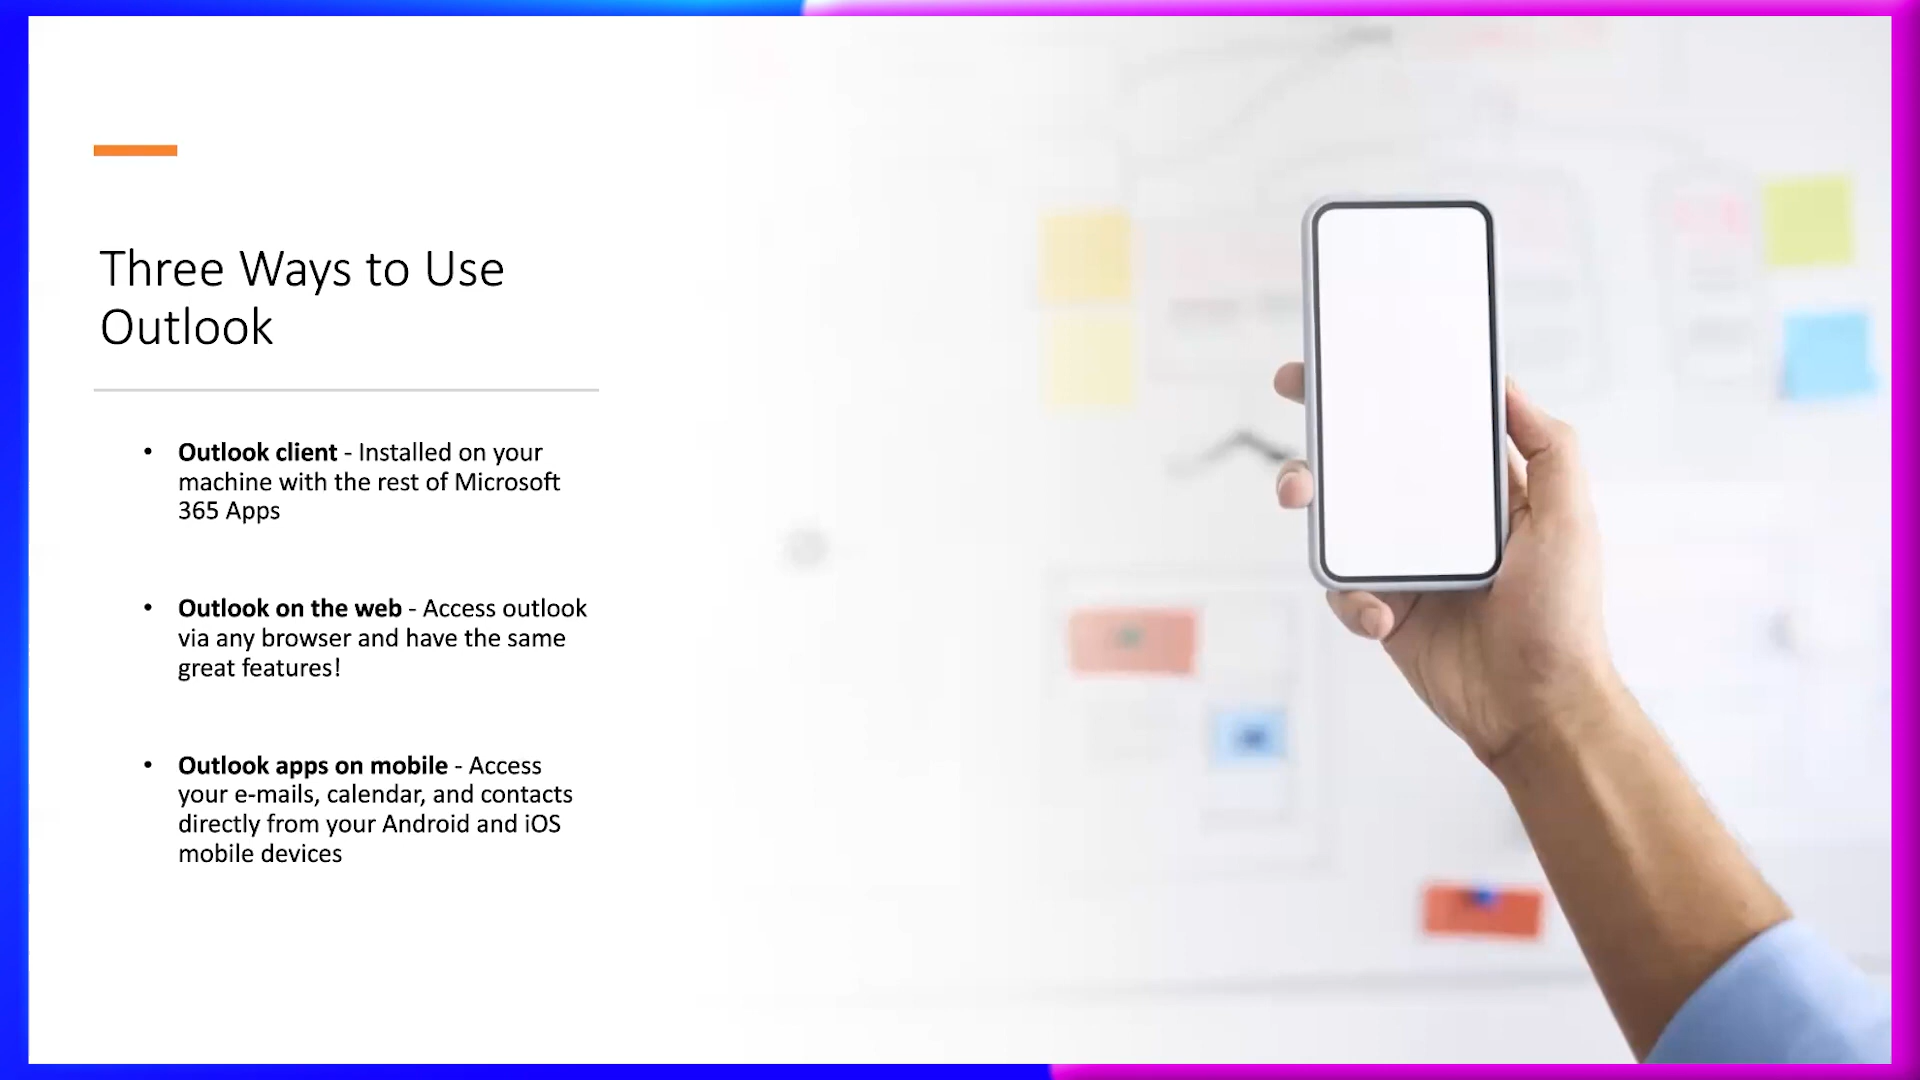 Three Ways to Use
Outlook
• Outlook client - Installed on your
machine with the rest of Microsoft
365 Apps
• Outlook on the web - Access outlook
via any browser and have the same
great features!
• Outlook apps on mobile - Access
your e-mails, calendar, and contacts
directly from your Android and iOS
mobile devices